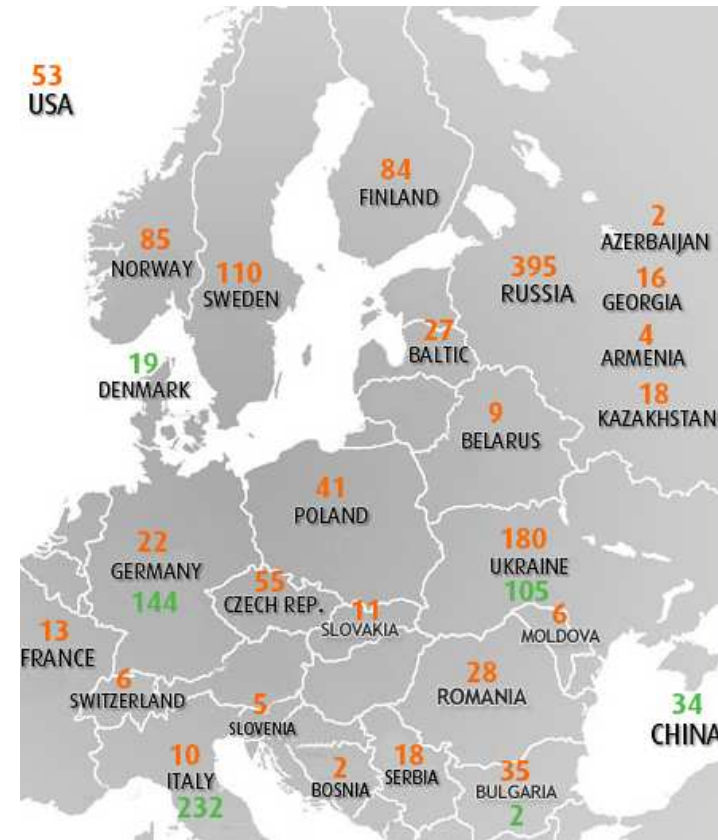 53
USA
84
FINLAND
2
AZERBAIJAN
85
NORWAY
110
SWEDEN
395
RUSSIA
16
GEORGIA
27
BALTIC
4
ARMENIA
19
DENMARK
18
KAZAKHSTAN
9
BELARUS
41
POLAND
22
GERMANY
144
180
UKRAINE
105
55
CZECH REP.
11
SLOVAKIA
6
MOLDOVA
13
FRANCE
6
SWITZERLAND
28
ROMANIA
5
SLOVENIA
34
CHINA
10
ITALY
232
2
BOSNIA
18
SERBIA
35
BULGARIA
2